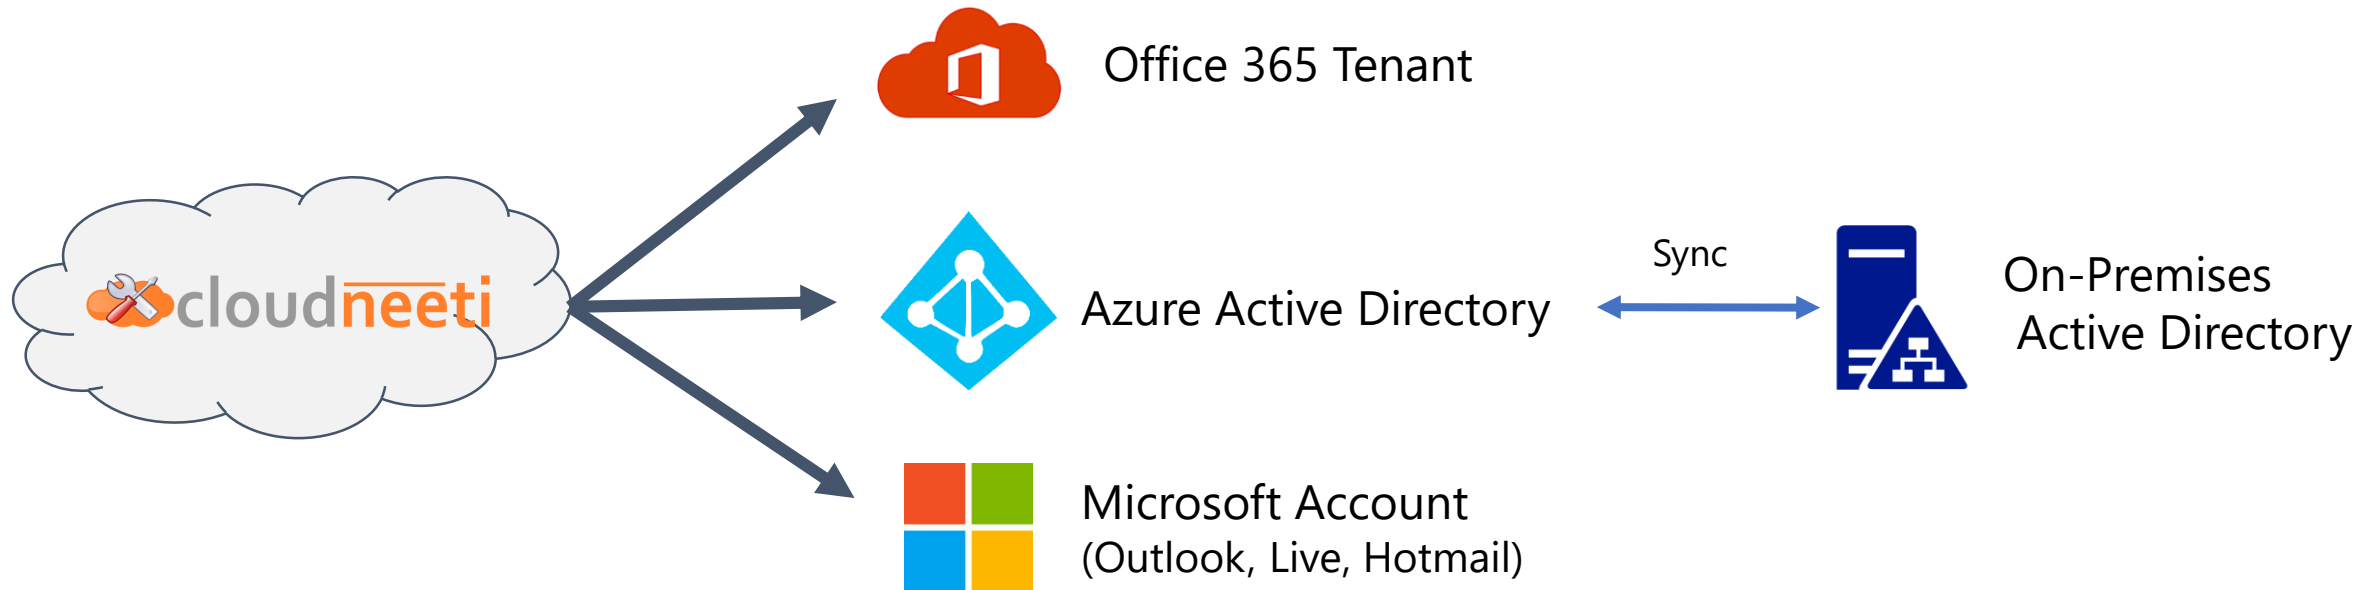 Office 365 Tenant
cloudneeti
Azure Active Directory
Sync
On-Premises
Active Directory
Microsoft Account
(Outlook, Live, Hotmail)